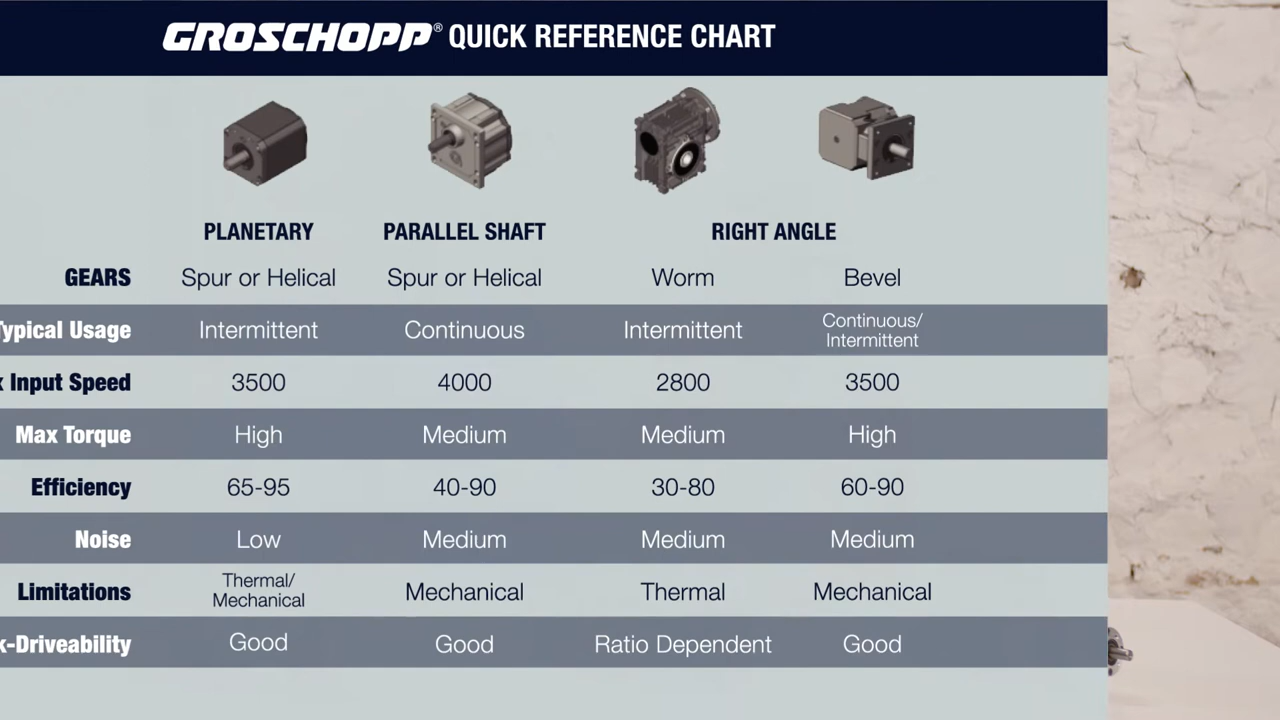 GROSCHOPP® QUICK REFERENCE CHART
PLANETARY PARALLEL SHAFT RIGHT ANGLE
GEARS Spur or Helical Spur or Helical Worm Bevel
Typical Usage Intermittent Continuous Intermittent Continuous/
Intermittent
Input Speed 3500 4000 2800 3500
Max Torque High Medium Medium High
Efficiency 65-95 40-90 30-80 60-90
Noise Low Medium Medium Medium
Limitations Thermal/
Mechanical Mechanical Thermal Mechanical
k-Driveability Good Good Ratio Dependent Good